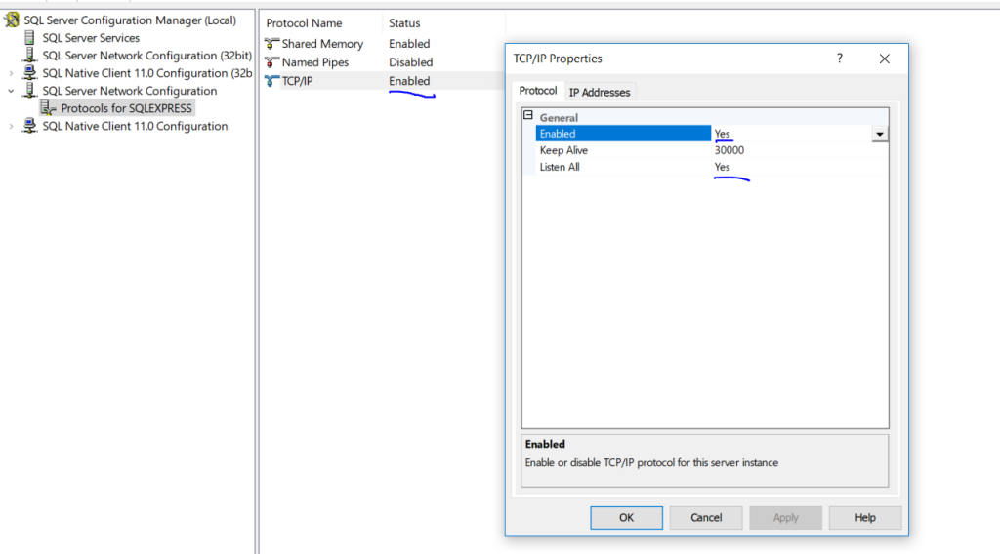 SQL Server Configuration Manager (Local)
SQL Server Services
SQL Server Network Configuration (32bit)
SQL Native Client 11.0 Configuration (32b
SQL Server Network Configuration
Protocols for SQLEXPRESS
SQL Native Client 11.0 Configuration
Protocol Name Status
Shared Memory Enabled
Named Pipes Disabled
TCP/IP Enabled
TCP/IP Properties ?
Protocol IP Addresses
General
Enabled Yes
Keep Alive 30000
Listen All Yes
Enabled
Enable or disable TCP/IP protocol for this server instance
OK Cancel Apply Help